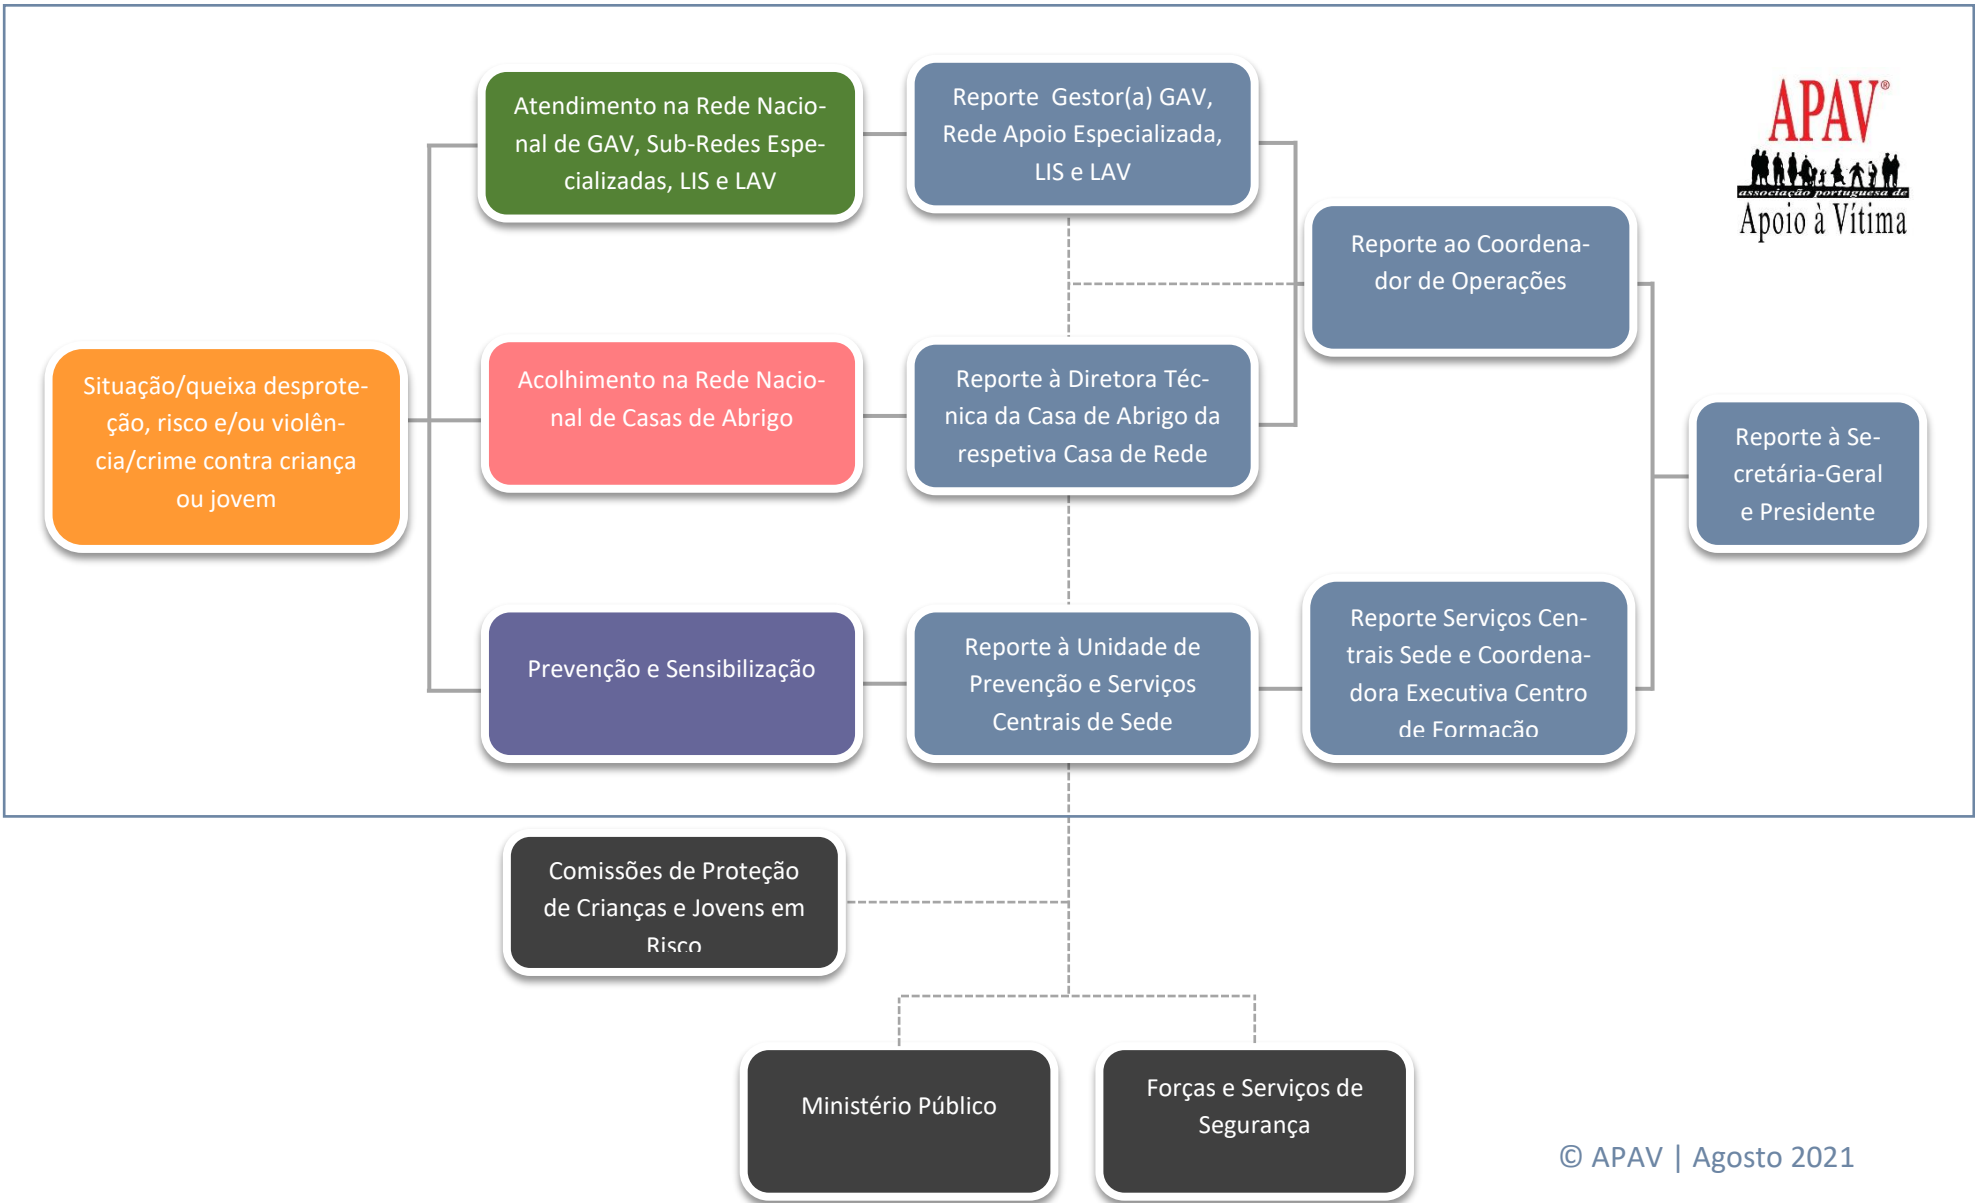 Atendimento na Rede Nacio-
nal de GAV, Sub-Redes Espe-
cializadas, LIS e LAV
Reporte  Gestor(a) GAV,
Rede Apoio Especializada,
LIS e LAV
APAV®
associação portuguesa de
Apoio à Vítima
Reporte ao Coordena-
dor de Operações
Situação/queixa desprote-
ção, risco e/ou violên-
cia/crime contra criança
ou jovem
Acolhimento na Rede Nacio-
nal de Casas de Abrigo
Reporte à Diretora Téc-
nica da Casa de Abrigo da
respetiva Casa de Rede
Reporte à Se-
cretária-Geral
e Presidente
Prevenção e Sensibilização
Reporte à Unidade de
Prevenção e Serviços
Centrais de Sede
Reporte Serviços Cen-
trais Sede e Coordena-
dora Executiva Centro
de Formação
Comissões de Proteção
de Crianças e Jovens em
Risco
Ministério Público
Forças e Serviços de
Segurança
© APAV | Agosto 2021